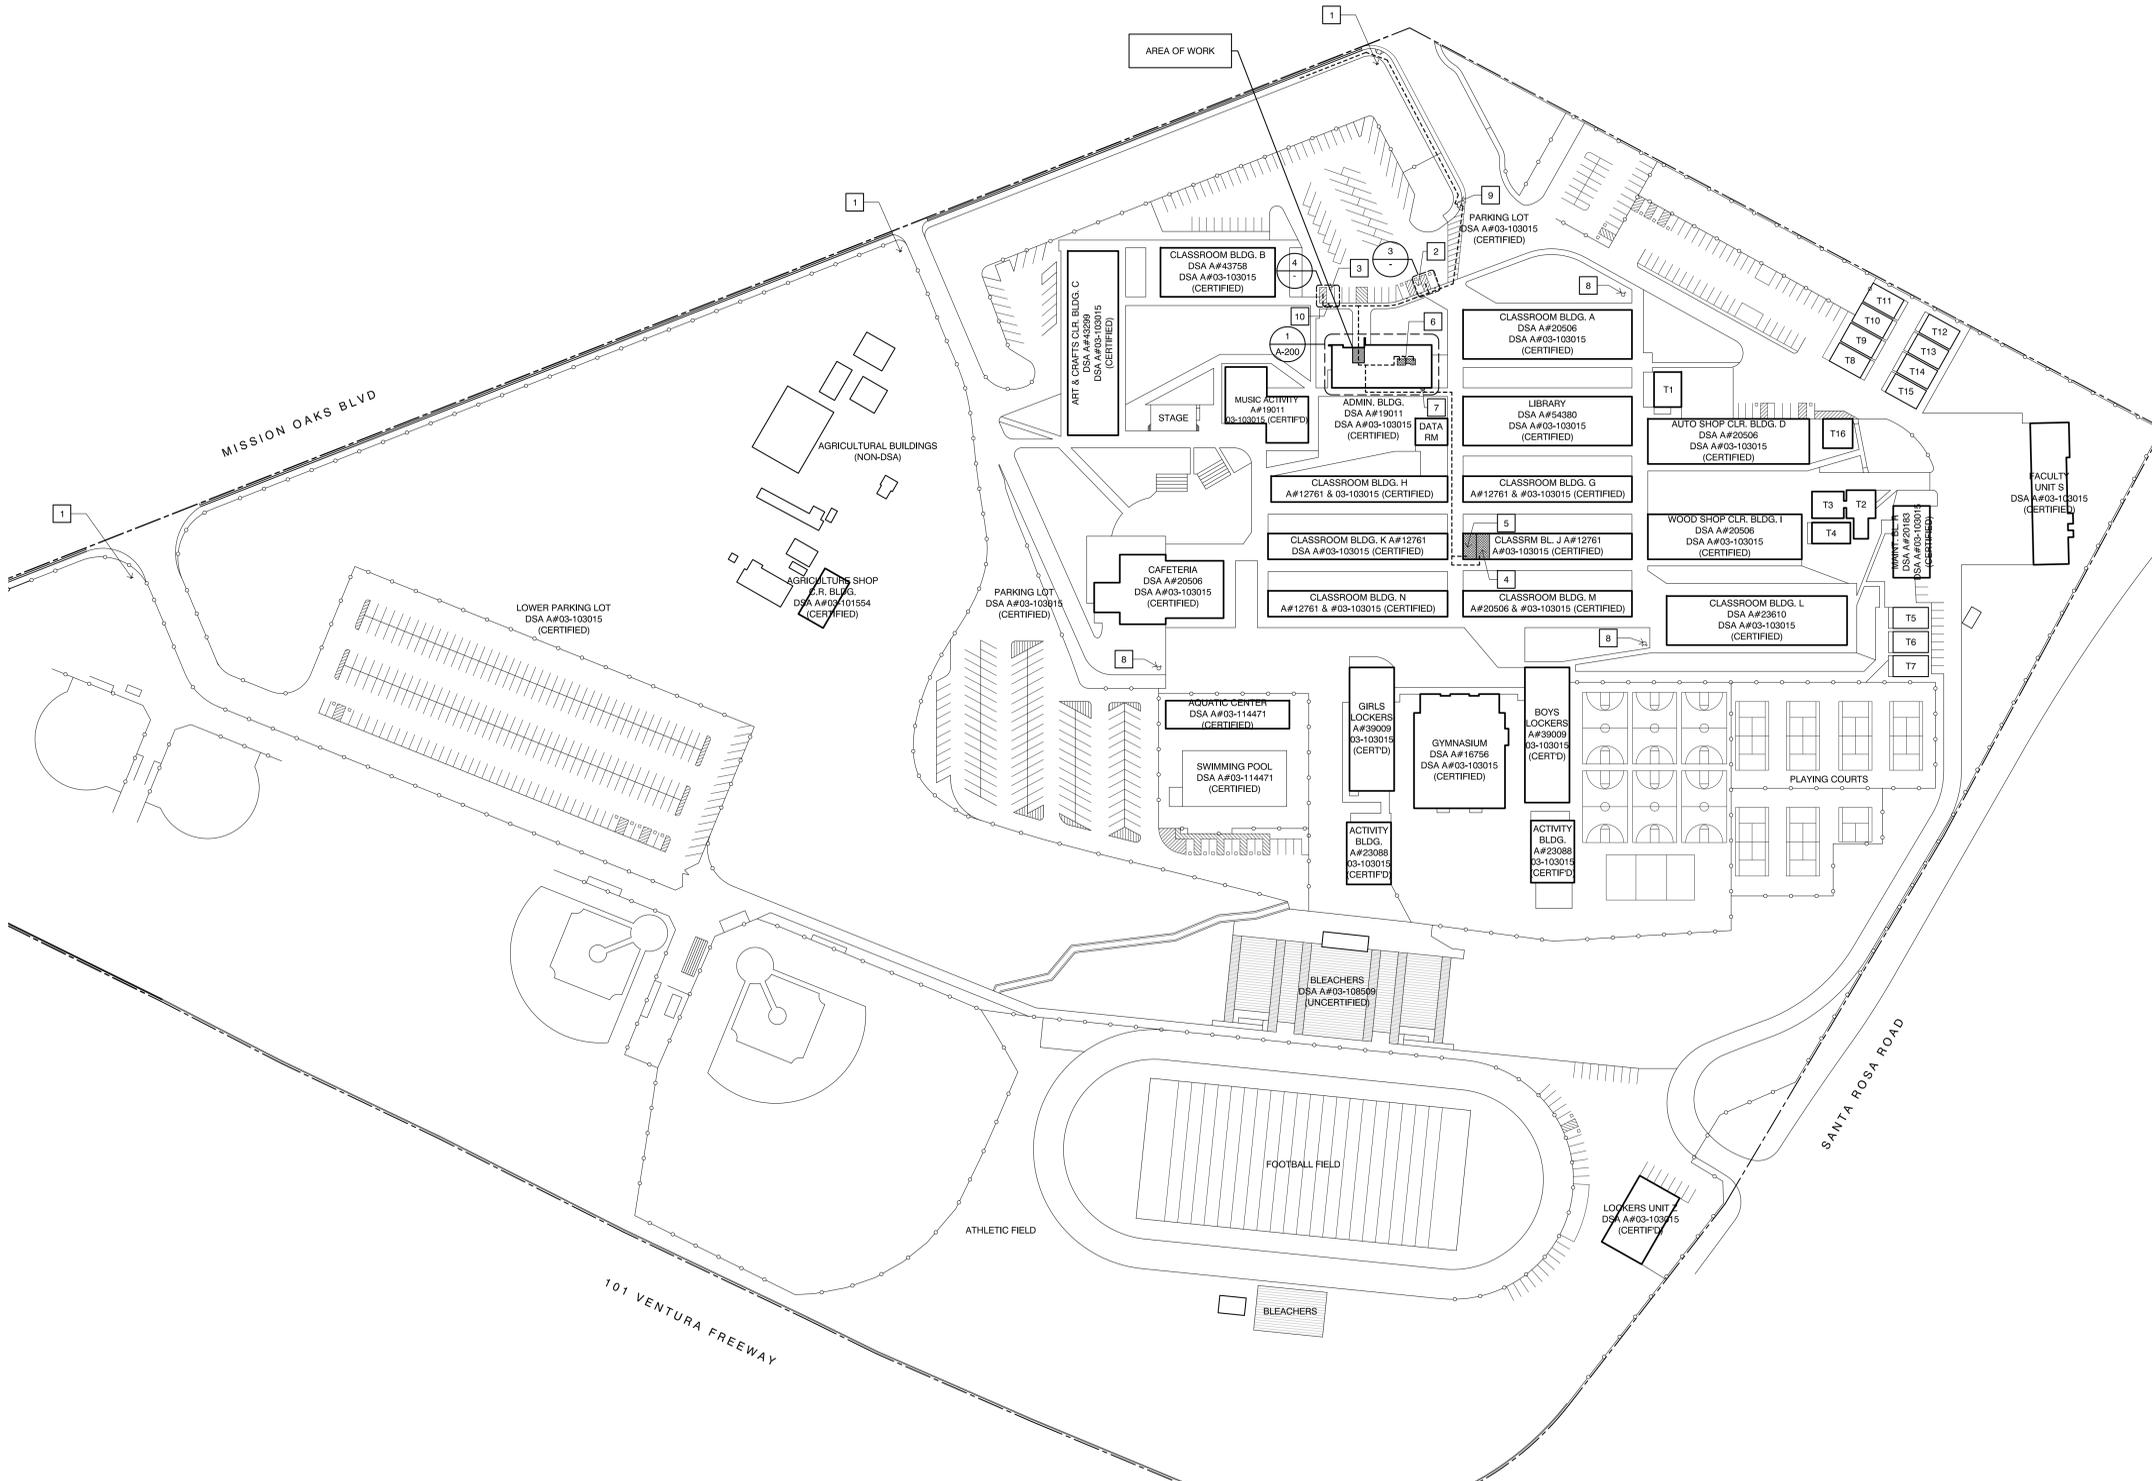 1
AREA OF WORK
1
9
PARKING LOT
DSA A#03-103015
(CERTIFIED)
CLASSROOM BLDG. B
DSA A#43758
DSA A#03-103015
(CERTIFIED)
4
-
3
3
-
2
8
10
6
1
A-200
ART & CRAFTS CLR. BLDG. C
DSA A#43299
DSA A#03-103015
(CERTIFIED)
CLASSROOM BLDG. A
DSA A#20506
DSA A#03-103015
(CERTIFIED)
T11
T10
T9
T8
T12
T13
T14
T15
MISSION OAKS BLVD
STAGE
MUSIC ACTIVITY
A#19011
03-103015 (CERTIF'D)
ADMIN. BLDG.
DSA A#19011
DSA A#03-103015
(CERTIFIED)
7
DATA
RM
LIBRARY
DSA A#54380
DSA A#03-103015
(CERTIFIED)
T1
AUTO SHOP CLR. BLDG. D
DSA A#20506
DSA A#03-103015
(CERTIFIED)
T16
AGRICULTURAL BUILDINGS
(NON-DSA)
FACULTY
UNIT S
DSA A#03-103015
(CERTIFIED)
CLASSROOM BLDG. H
A#12761 & 03-103015 (CERTIFIED)
CLASSROOM BLDG. G
A#12761 & #03-103015 (CERTIFIED)
T3
T2
T4
1
5
WOOD SHOP CLR. BLDG. I
DSA A#20506
DSA A#03-103015
(CERTIFIED)
MAINT. BL. R
DSA A#20183
DSA A#03-103015
(CERTIFIED)
CLASSROOM BLDG. K A#12761
DSA A#03-103015 (CERTIFIED)
CLASSRM BL. J A#12761
A#03-103015 (CERTIFIED)
4
CAFETERIA
DSA A#20506
DSA A#03-103015
(CERTIFIED)
AGRICULTURE SHOP
C.R. BLDG.
DSA A#03-101554
(CERTIFIED)
PARKING LOT
DSA A#03-103015
(CERTIFIED)
LOWER PARKING LOT
DSA A#03-103015
(CERTIFIED)
CLASSROOM BLDG. N
A#12761 & #03-103015 (CERTIFIED)
CLASSROOM BLDG. M
A#20506 & #03-103015 (CERTIFIED)
CLASSROOM BLDG. L
DSA A#23610
DSA A#03-103015
(CERTIFIED)
T5
T6
T7
8
8
AQUATIC CENTER
DSA A#03-114471
(CERTIFIED)
GIRLS
LOCKERS
A#39009
03-103015
(CERT'D)
GYMNASIUM
DSA A#16756
DSA A#03-103015
(CERTIFIED)
BOYS
LOCKERS
A#39009
03-103015
(CERT'D)
SWIMMING POOL
DSA A#03-114471
(CERTIFIED)
PLAYING COURTS
ACTIVITY
BLDG.
A#23088
03-103015
(CERTIF'D)
ACTIVITY
BLDG.
A#23088
03-103015
(CERTIF'D)
BLEACHERS
DSA A#03-108509
(UNCERTIFIED)
SANTA ROSA ROAD
FOOTBALL FIELD
LOCKERS UNIT Z
DSA A#03-103015
(CERTIF'D)
ATHLETIC FIELD
BLEACHERS
101 VENTURA FREEWAY